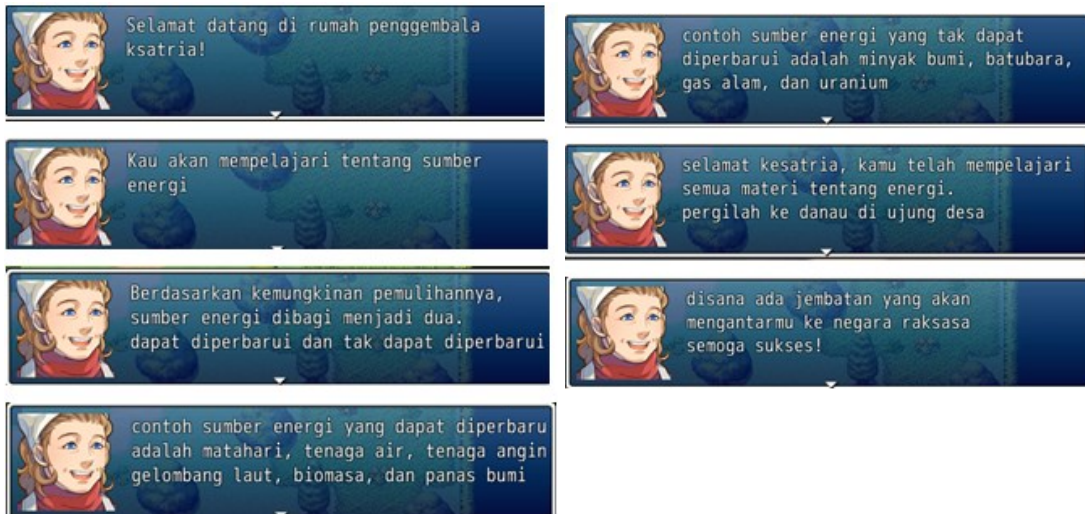 Selamat datang di rumah penggembala
ksatria!
Kau akan mempelajari tentang sumber
energi
Berdasarkan kemungkinan pemulihannya,
sumber energi dibagi menjadi dua.
dapat diperbarui dan tak dapat diperbarui
contoh sumber energi yang dapat diperbaru
adalah matahari, tenaga air, tenaga angin
gelombang laut, biomasa, dan panas bumi
contoh sumber energi yang tak dapat
diperbarui adalah minyak bumi, batubara,
gas alam, dan uranium
selamat kesatria, kamu telah mempelajari
semua materi tentang energi.
pergilah ke danau di ujung desa
disana ada jembatan yang akan
mengantarmu ke negara raksasa
semoga sukses!